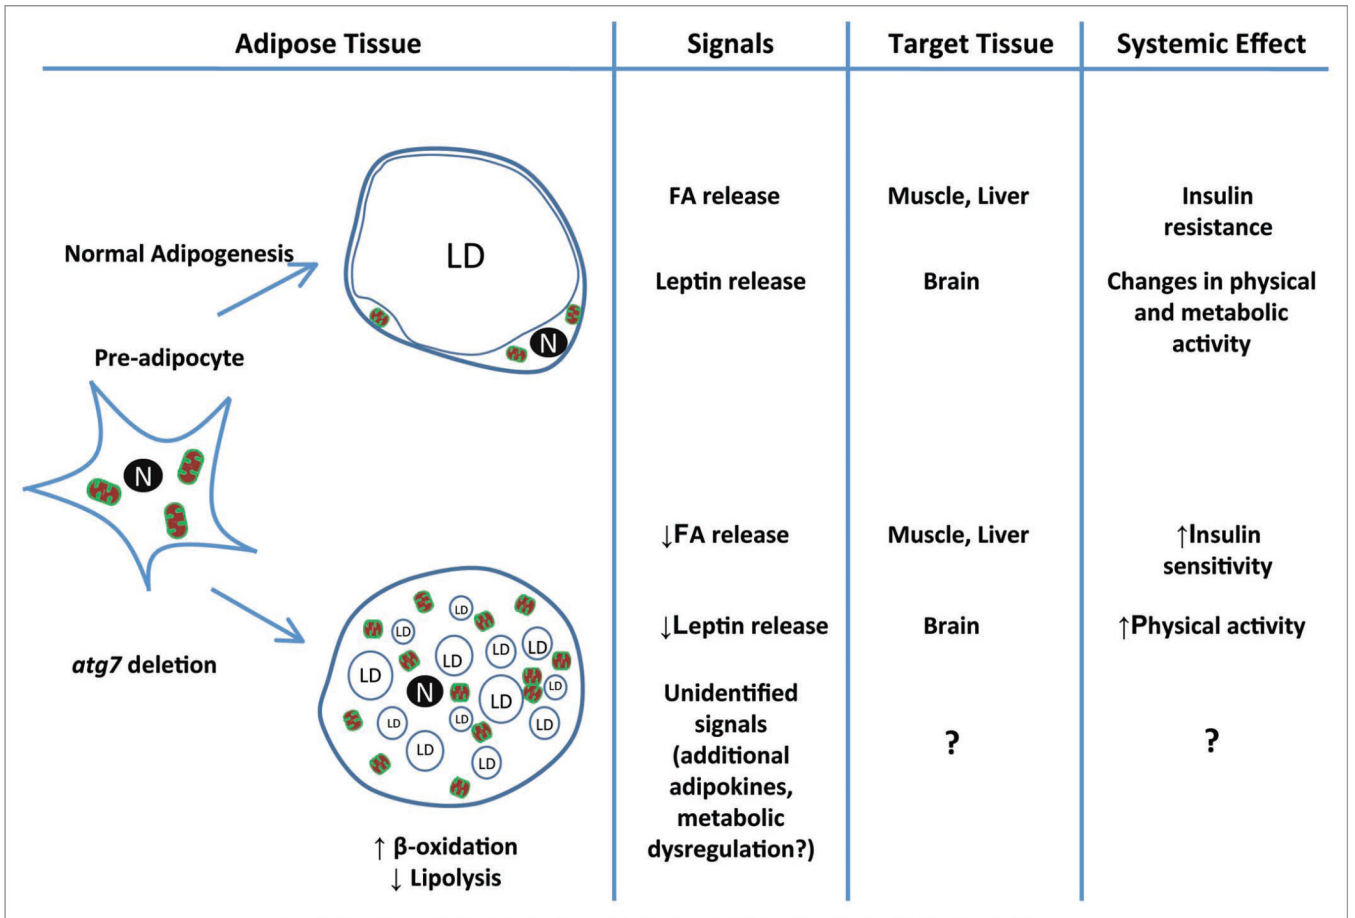 Adipose Tissue
Signals
Target Tissue
Systemic Effect
Normal Adipogenesis
LD
N
FA release
Muscle, Liver
Insulin
resistance
Leptin release
Brain
Changes in physical
and metabolic
activity
Pre-adipocyte
N
atg7 deletion
LD
LD
LD
LD
LD
LD
N
LD
LD
LD
LD
LD
LD
LD
↑ β-oxidation
↓ Lipolysis
↓FA release
Muscle, Liver
↑Insulin
sensitivity
↓Leptin release
Brain
↑Physical activity
Unidentified
signals
(additional
adipokines,
metabolic
dysregulation?)
?
?